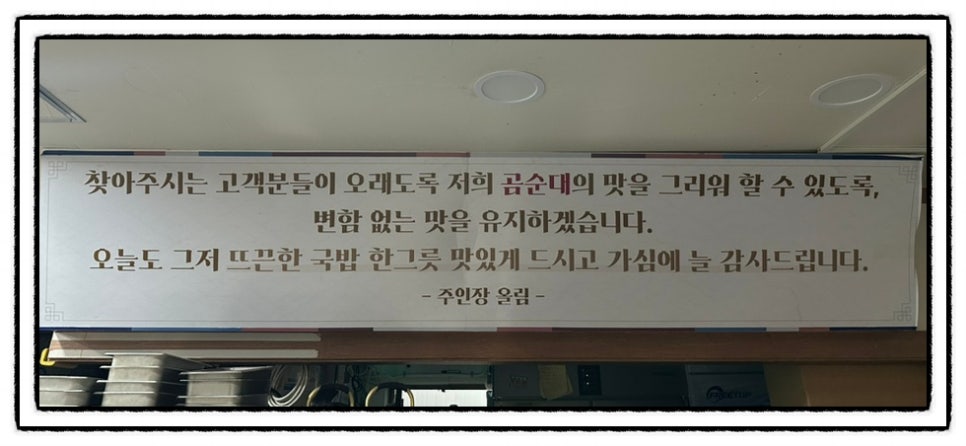 찾아주시는 고객분들이 오래도록 저희 곰순대의 맛을 그리워 할 수 있도록,
변함 없는 맛을 유지하겠습니다.
오늘도 그저 뜨끈한 국밥 한그릇 맛있게 드시고 가심에 늘 감사드립니다.
- 주인장 올림 -